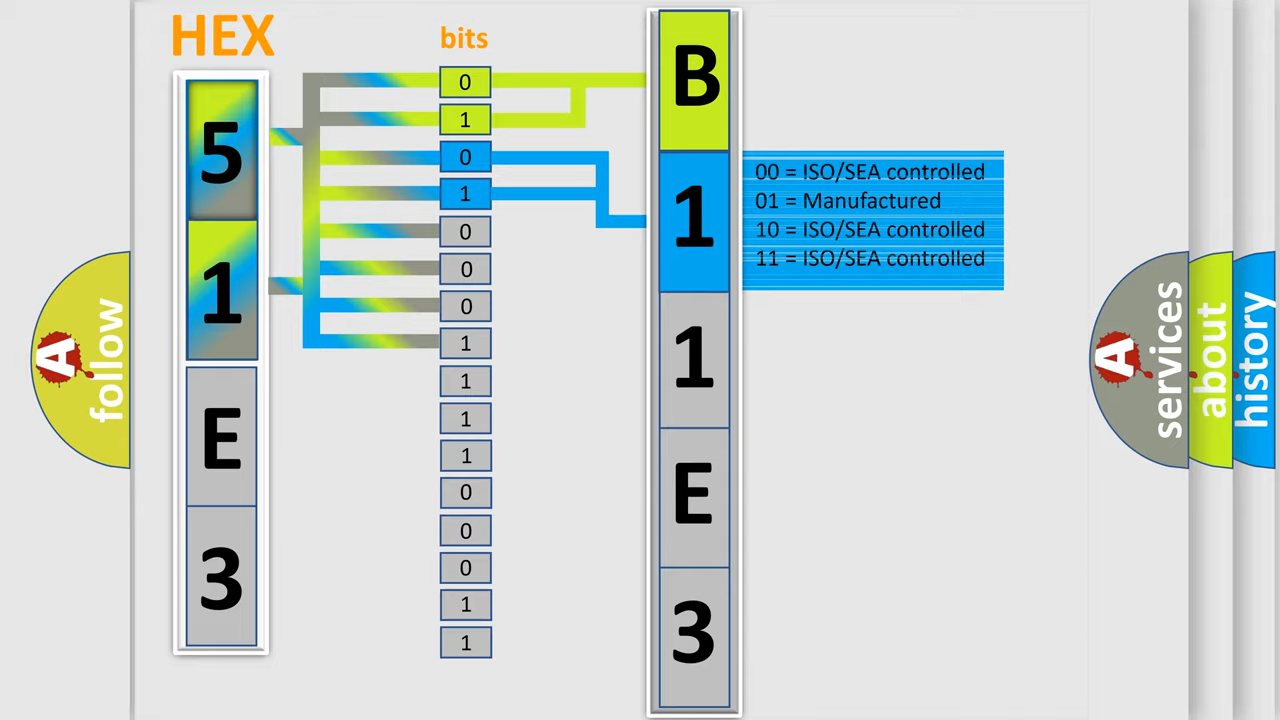 HEX
bits
5
1
E
3
0
1
0
1
0
0
0
1
1
1
1
0
0
0
1
1
B
1
1
E
3
00 = ISO/SEA controlled
01 = Manufactured
10 = ISO/SEA controlled
11 = ISO/SEA controlled
A
follow
A
services
about
history